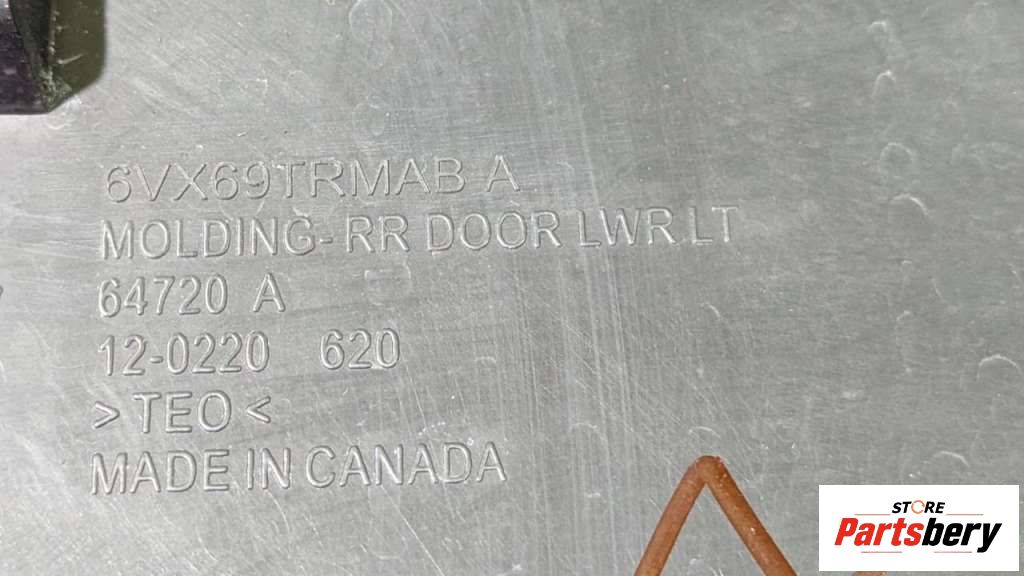 6VX69TRMAB A
MOLDING-RR DOOR LWR.LT
64720 A
12-0220 620
>TEO<
MADE IN CANADA
STORE
Partsbery